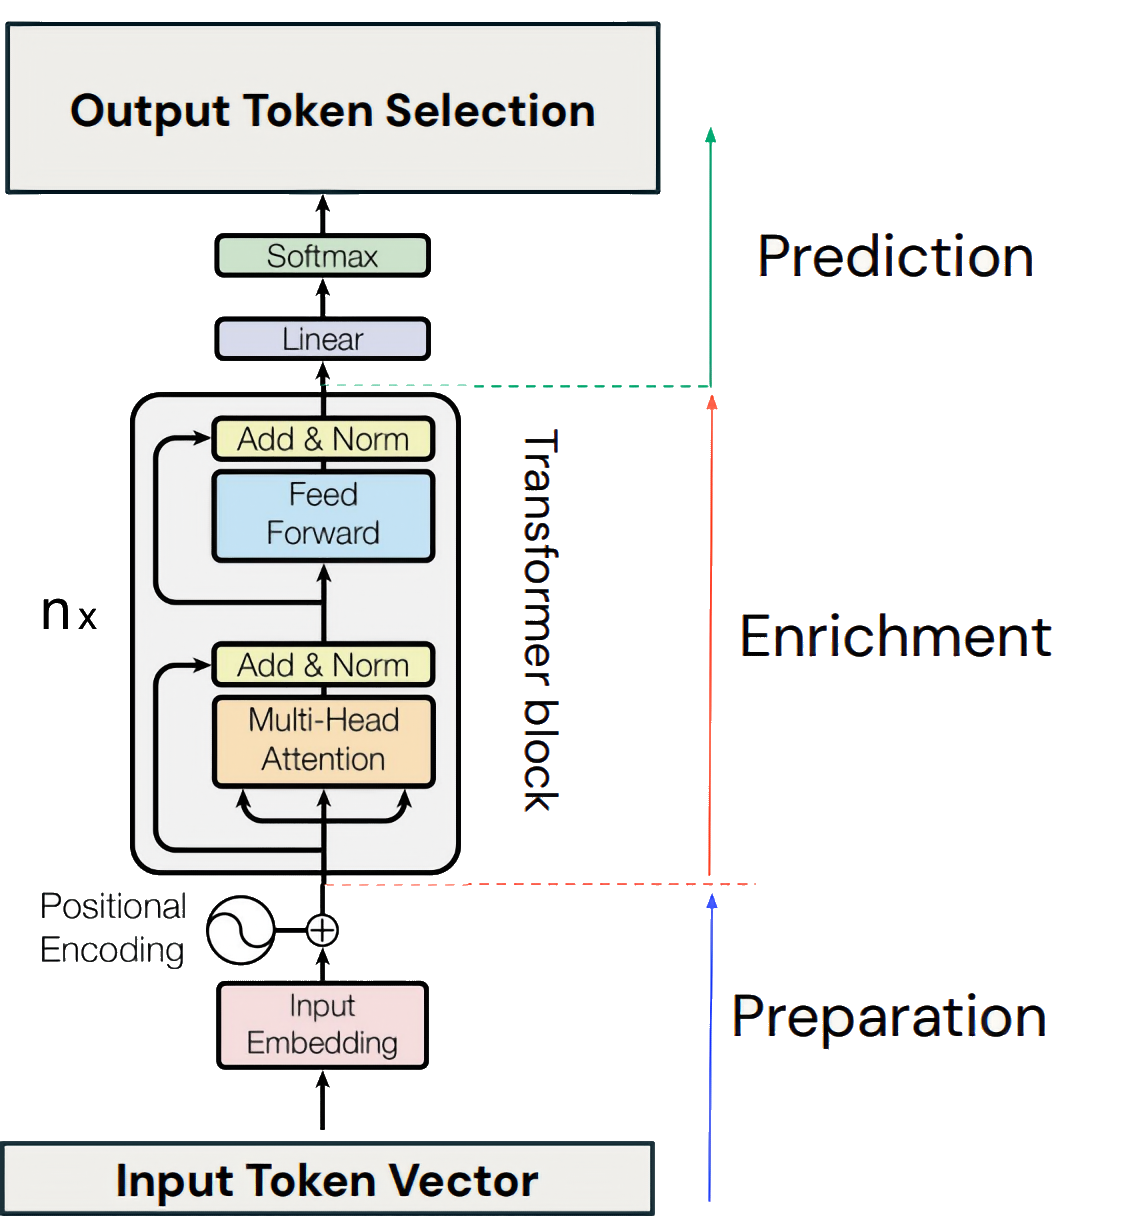 Output Token Selection
Softmax
Prediction
Linear
Add & Norm
Feed
Forward
Transformer block
nx
Enrichment
Add & Norm
Multi-Head
Attention
Positional
Encoding
Input
Embedding
Preparation
Input Token Vector